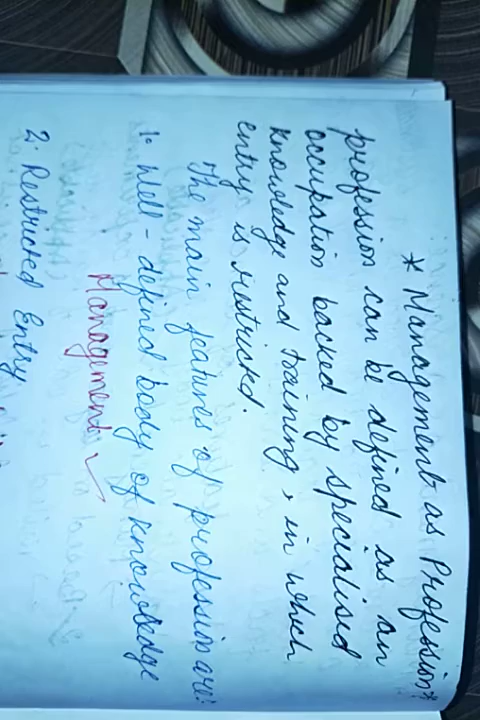 * Management as Profession *
profession can be defined as an
occupation backed by specialised
knowledge and training, in which
entry is restricted.
The main features of profession are:
1. Well-defined body of knowledge
Management ✓
2. Restricted Entry